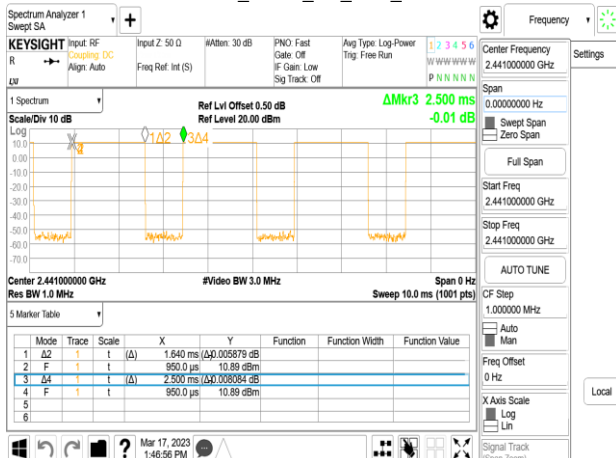 Spectrum Analyzer 1
Swept SA
Frequency
KEYSIGHT
R
Input: RF
Coupling: DC
Align: Auto
Input Z: 50 Ω
Freq Ref: Int (S)
#Atten: 30 dB
PNO: Fast
Gate: Off
IF Gain: Low
Sig Track: Off
Avg Type: Log-Power
Trig: Free Run
1 2 3 4 5 6
W W W W W W
P N N N N N
Center Frequency
2.441000000 GHz
Settings
Span
0.00000000 Hz
Swept Span
Zero Span
Full Span
Start Freq
2.441000000 GHz
Stop Freq
2.441000000 GHz
AUTO TUNE
CF Step
1.000000 MHz
Auto
Man
Freq Offset
0 Hz
X Axis Scale
Log
Lin
Signal Track
(Span Zoom)
Local
1 Spectrum
Scale/Div 10 dB
Ref Lvl Offset 0.50 dB
Ref Level 20.00 dBm
ΔMkr3 2.500 ms
-0.01 dB
Log
10.0
0.00
-10.0
-20.0
-30.0
-40.0
-50.0
-60.0
-70.0
1Δ2
3Δ4
Center 2.441000000 GHz
Res BW 1.0 MHz
#Video BW 3.0 MHz
Span 0 Hz
Sweep 10.0 ms (1001 pts)
5 Marker Table
Mode Trace Scale X Y Function Function Width Function Value
1 Δ2 1 t (Δ) 1.640 ms (Δ) -0.005879 dB
2 F 1 t 950.0 µs 10.89 dBm
3 Δ4 1 t (Δ) 2.500 ms (Δ) -0.008084 dB
4 F 1 t 950.0 µs 10.89 dBm
5
6
?
Mar 17, 2023
1:46:56 PM